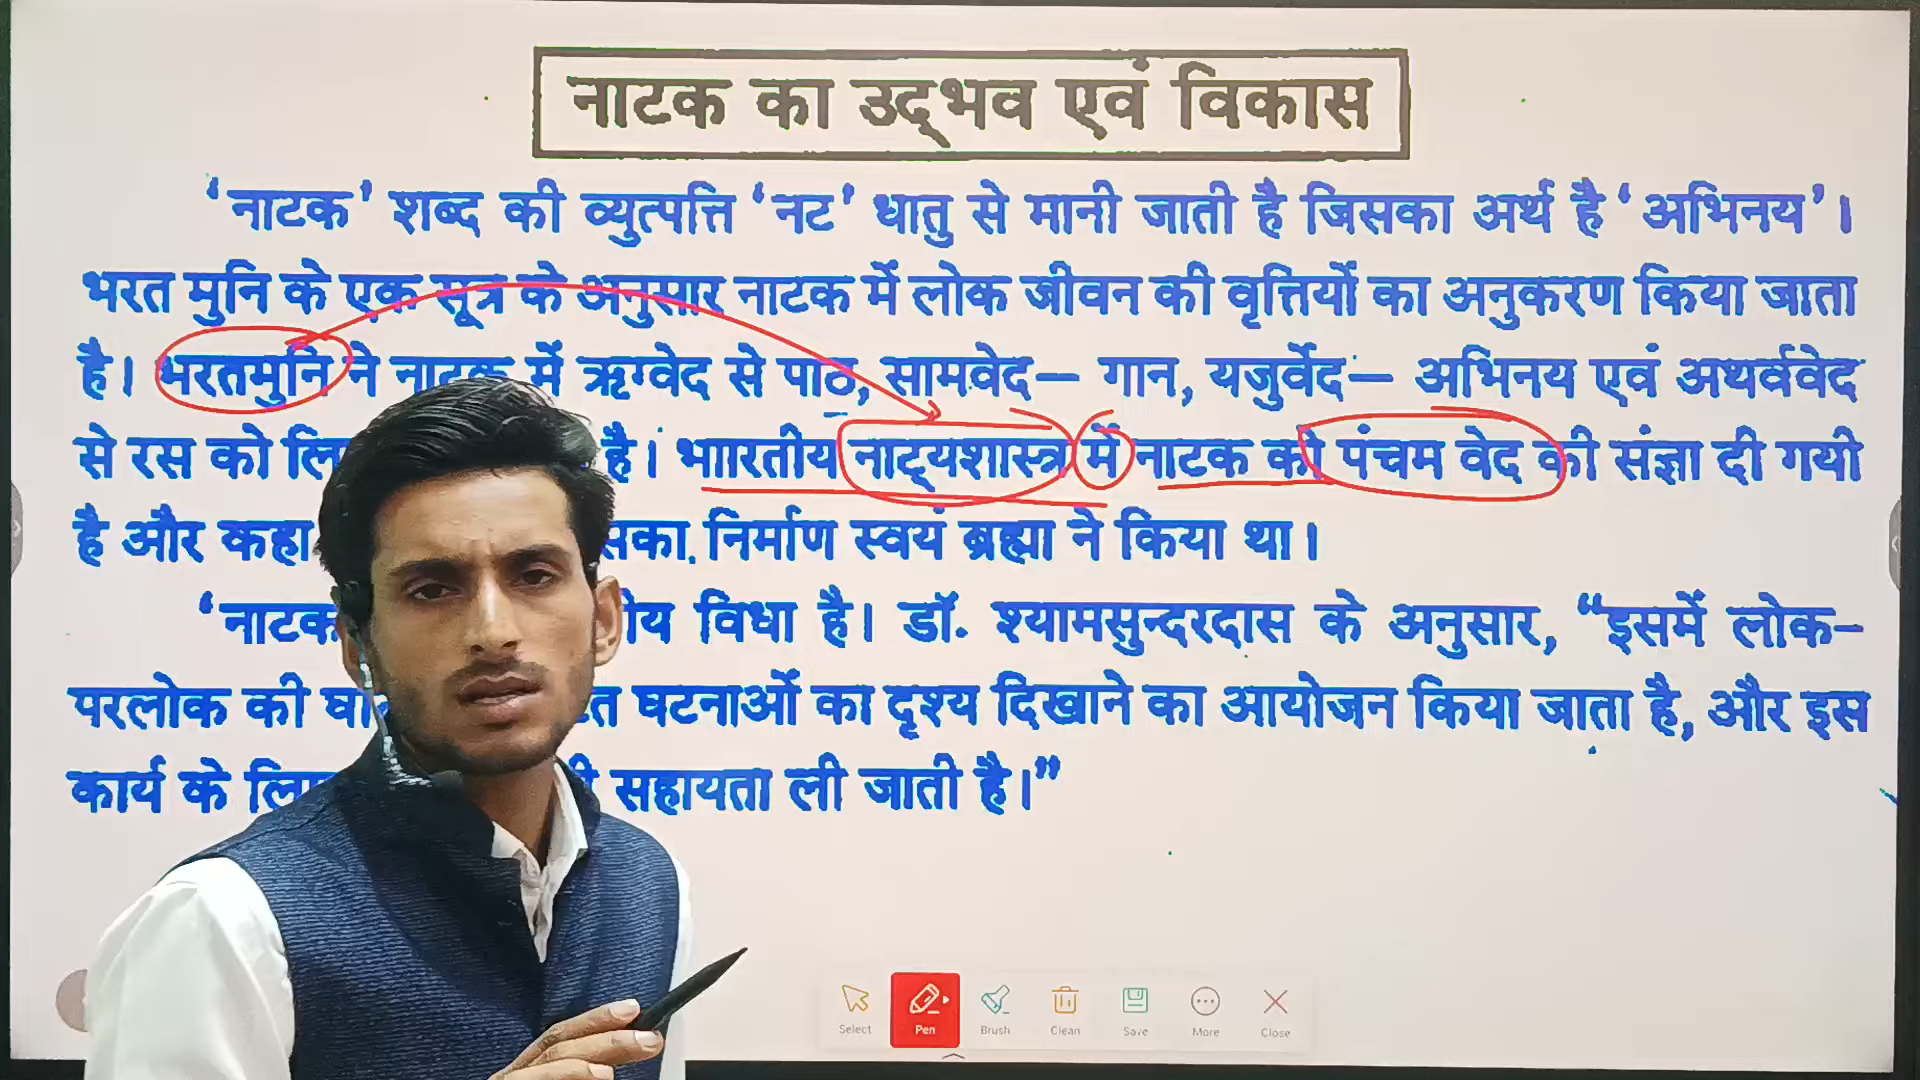 नाटक का उद्भव एवं विकास
'नाटक' शब्द की व्युत्पत्ति 'नट' धातु से मानी जाती है जिसका अर्थ है 'अभिनय'।
भरत मुनि के एक सूत्र के अनुसार नाटक में लोक जीवन की वृत्तियों का अनुकरण किया जाता
है। भरतमुनि ने नाटक में ऋग्वेद से पाठ, सामवेद– गान, यजुर्वेद– अभिनय एवं अथर्ववेद
से रस को है। भाारतीय नाट्यशास्त्र में नाटक को पंचम वेद की संज्ञा दी गयी
है और कहा निर्माण स्वयं ब्रह्मा ने किया था।
'नाटक विधा है। डॉ. श्यामसुन्दरदास के अनुसार, "इसमें लोक–
परलोक की घटनाओं का दृश्य दिखाने का आयोजन किया जाता है, और इस
कार्य के सहायता ली जाती है।"
Select Pen Brush Clean Save More Close